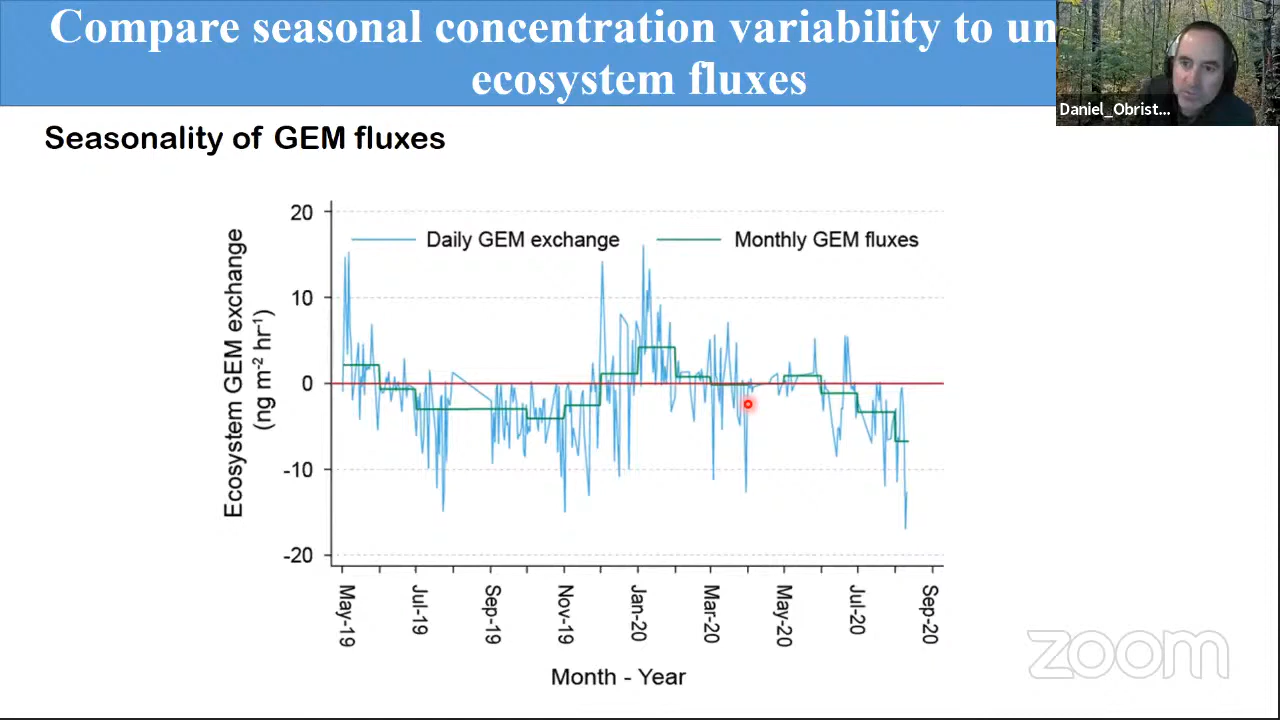 Compare seasonal concentration variability to un
ecosystem fluxes
Daniel_Obrist...
Seasonality of GEM fluxes
20
10
0
-10
-20
Ecosystem GEM exchange
(ng m⁻² hr⁻¹)
Daily GEM exchange
Monthly GEM fluxes
May-19
Jul-19
Sep-19
Nov-19
Jan-20
Mar-20
May-20
Jul-20
Sep-20
Month - Year
zoom